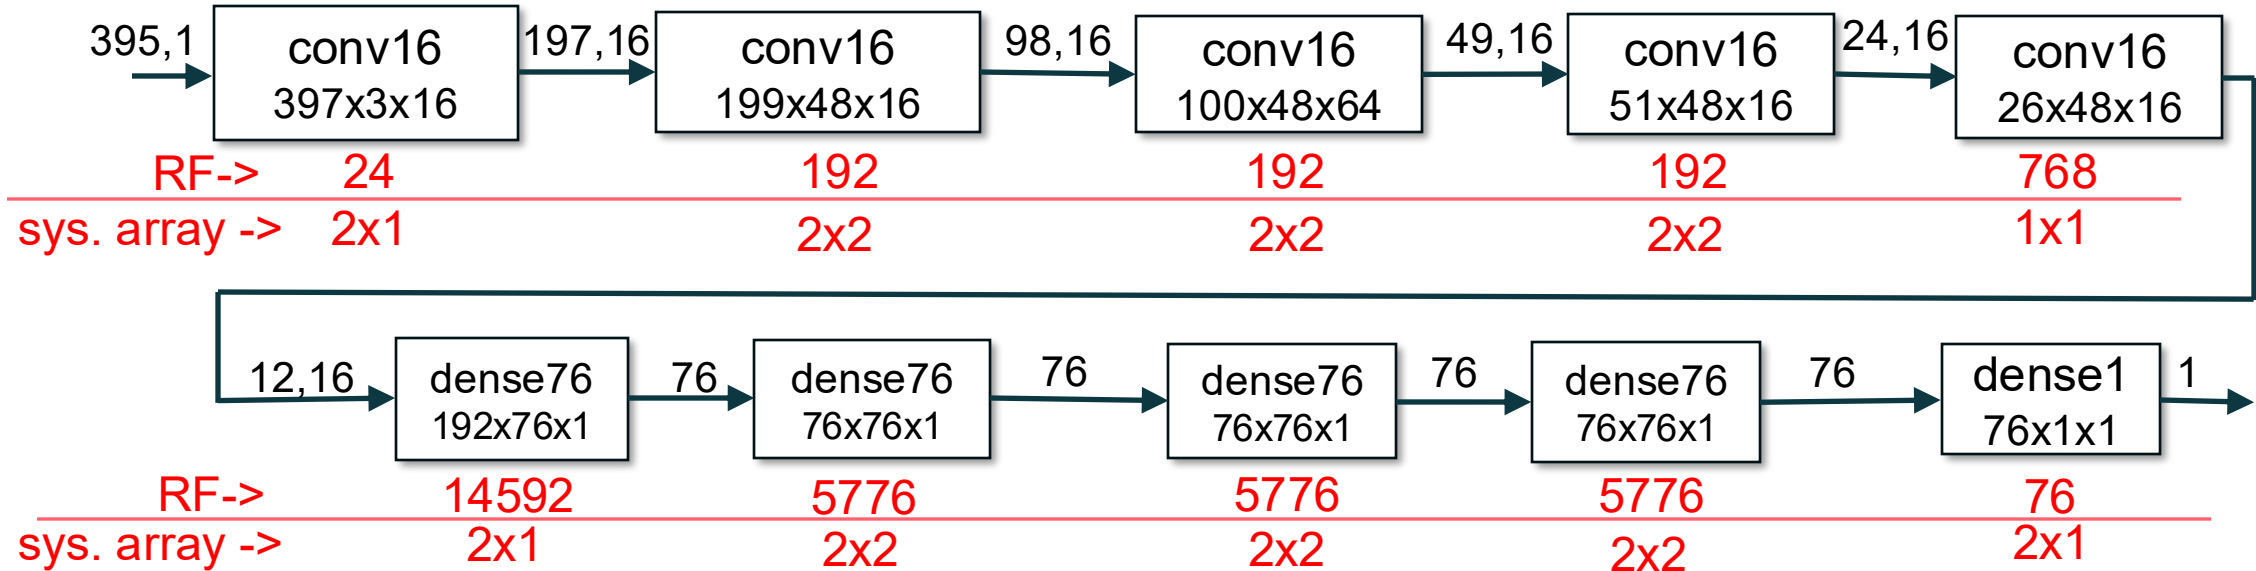 395,1
conv16
397x3x16
197,16
conv16
199x48x16
98,16
conv16
100x48x64
49,16
conv16
51x48x16
24,16
conv16
26x48x16
RF-> 24 192 192 192 768
sys. array -> 2x1 2x2 2x2 2x2 1x1
12,16
dense76
192x76x1
76
dense76
76x76x1
76
dense76
76x76x1
76
dense76
76x76x1
76
dense1
76x1x1
1
RF-> 14592 5776 5776 5776 76
sys. array -> 2x1 2x2 2x2 2x2 2x1